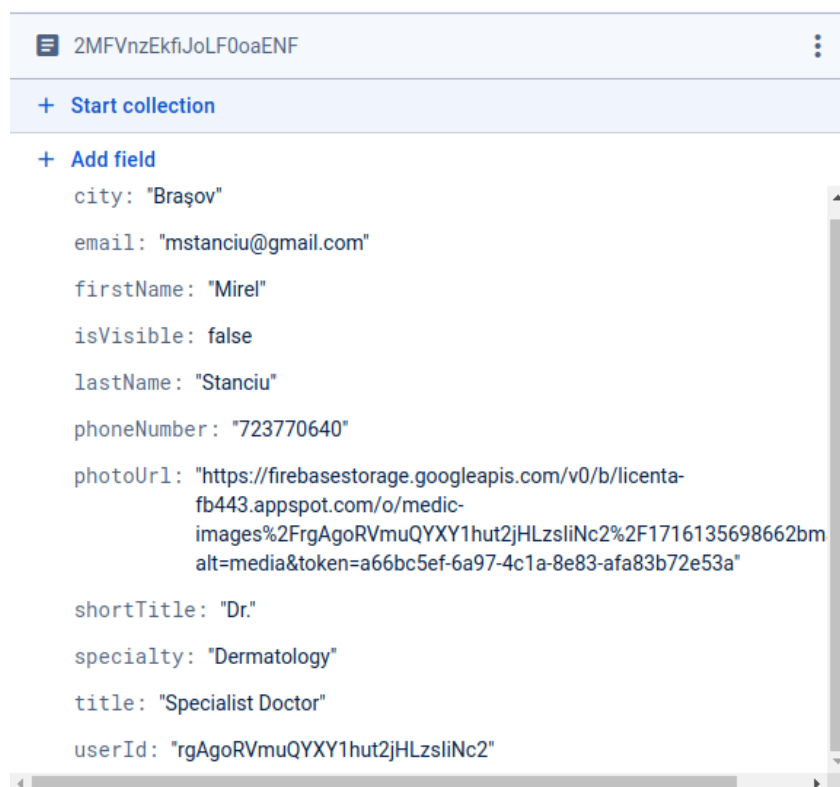 2MFVnzEkfiJoLF0oaENF
+ Start collection
+ Add field
city: "Braşov"
email: "mstanciu@gmail.com"
firstName: "Mirel"
isVisible: false
lastName: "Stanciu"
phoneNumber: "723770640"
photoUrl: "https://firebasestorage.googleapis.com/v0/b/licenta-
fb443.appspot.com/o/medic-
images%2FrgAgoRVmuQYXY1hut2jHLzsliNc2%2F1716135698662bm
alt=media&token=a66bc5ef-6a97-4c1a-8e83-afa83b72e53a"
shortTitle: "Dr."
specialty: "Dermatology"
title: "Specialist Doctor"
userId: "rgAgoRVmuQYXY1hut2jHLzsliNc2"